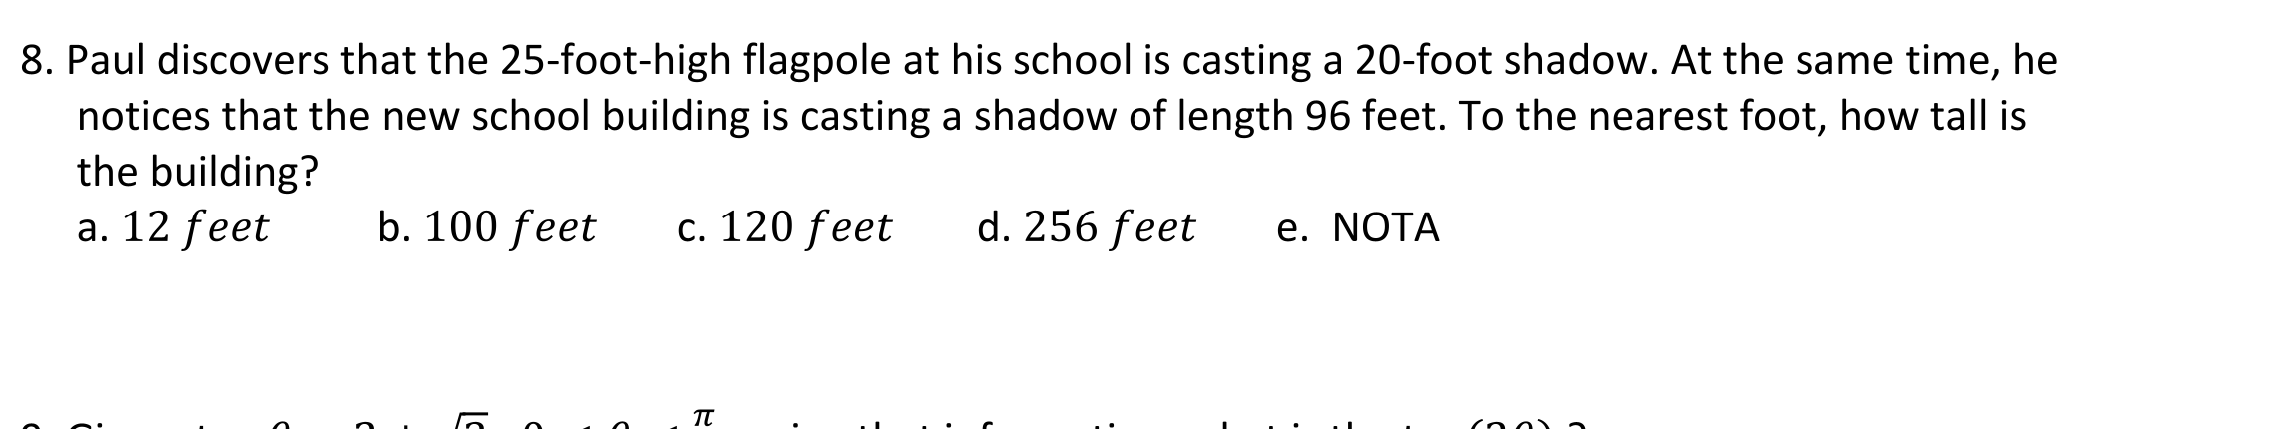 8. Paul discovers that the 25-foot-high flagpole at his school is casting a 20-foot shadow. At the same time, he
notices that the new school building is casting a shadow of length 96 feet. To the nearest foot, how tall is
the building?
a. 12 feet b. 100 feet c. 120 feet d. 256 feet e. NOTA
π